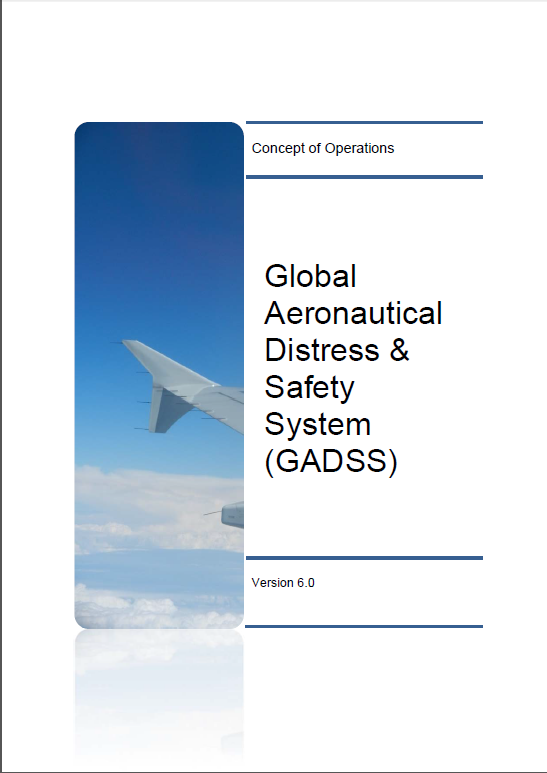 Concept of Operations
Global
Aeronautical
Distress &
Safety
System
(GADSS)
Version 6.0